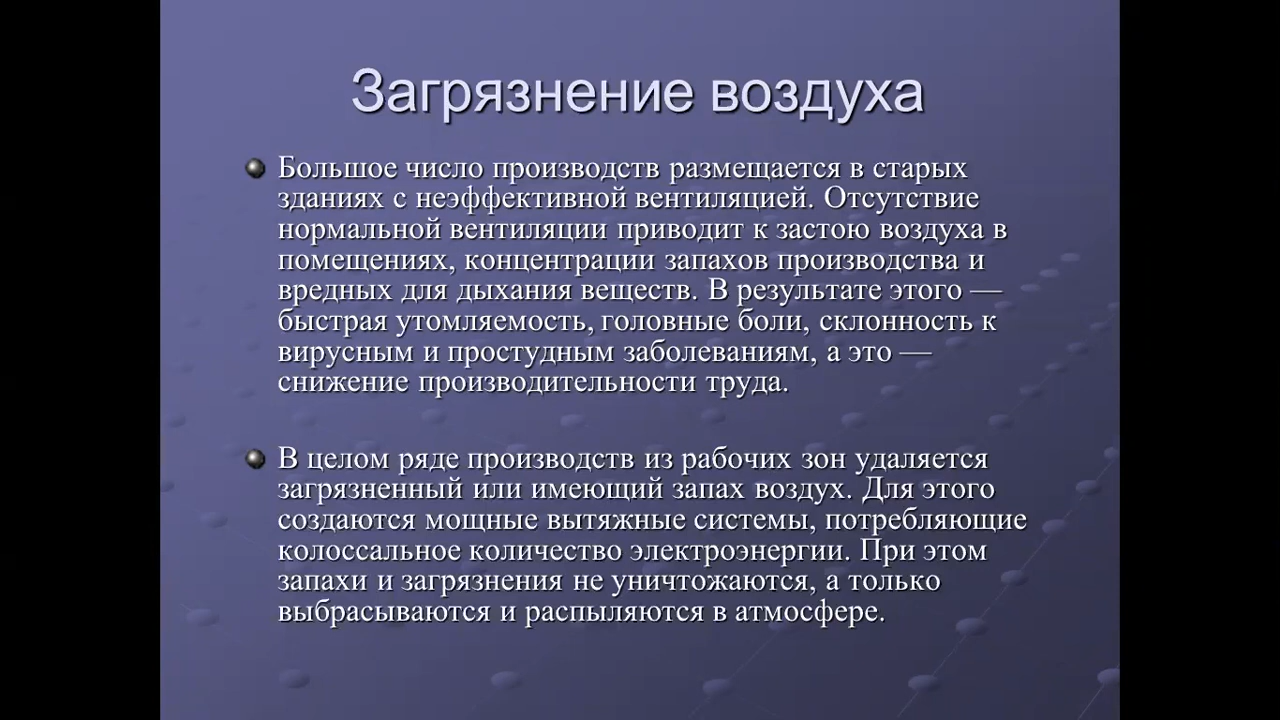 Загрязнение воздуха
Большое число производств размещается в старых
зданиях с неэффективной вентиляцией. Отсутствие
нормальной вентиляции приводит к застою воздуха в
помещениях, концентрации запахов производства и
вредных для дыхания веществ. В результате этого —
быстрая утомляемость, головные боли, склонность к
вирусным и простудным заболеваниям, а это —
снижение производительности труда.
В целом ряде производств из рабочих зон удаляется
загрязненный или имеющий запах воздух. Для этого
создаются мощные вытяжные системы, потребляющие
колоссальное количество электроэнергии. При этом
запахи и загрязнения не уничтожаются, а только
выбрасываются и распыляются в атмосфере.